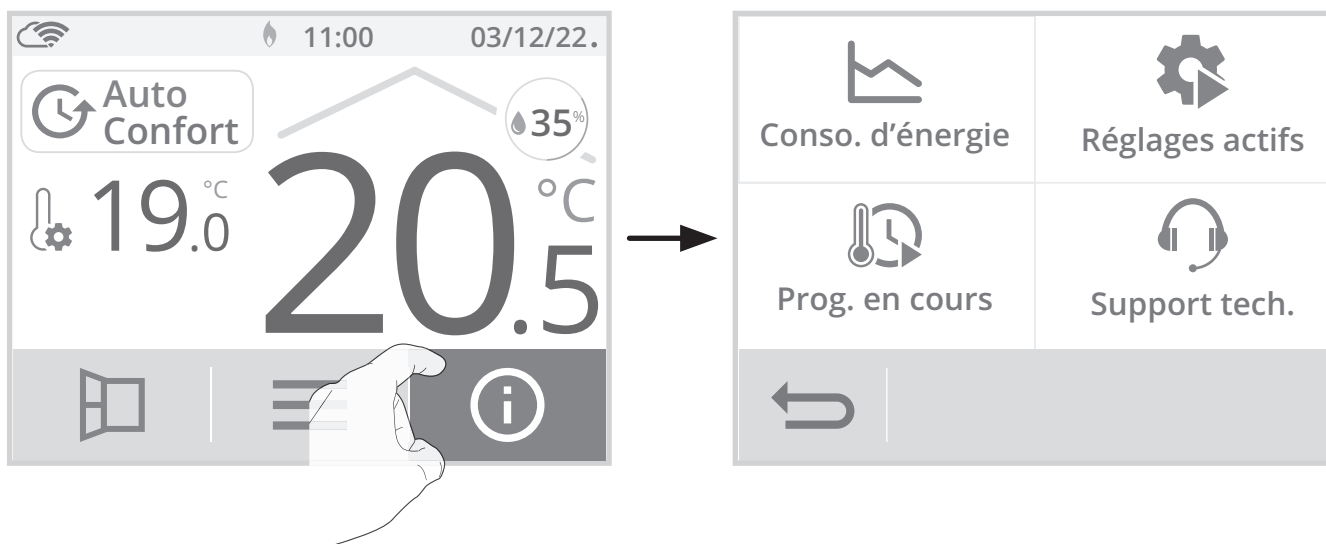 11:00
03/12/22.
Auto
Confort
35%
19.0 °C
20.5 °C
i
Conso. d'énergie
Réglages actifs
Prog. en cours
Support tech.